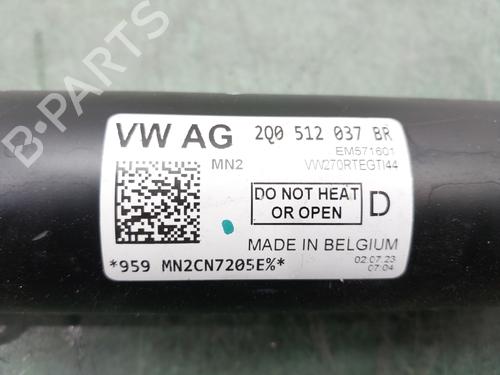 B-PARTS
VW AG 2Q0 512 037 BR
EM571601
MN2 VW270RTEGTI44
DO NOT HEAT
OR OPEN
D
MADE IN BELGIUM
*959 MN2CN7205E%*
02.07.23
07:04